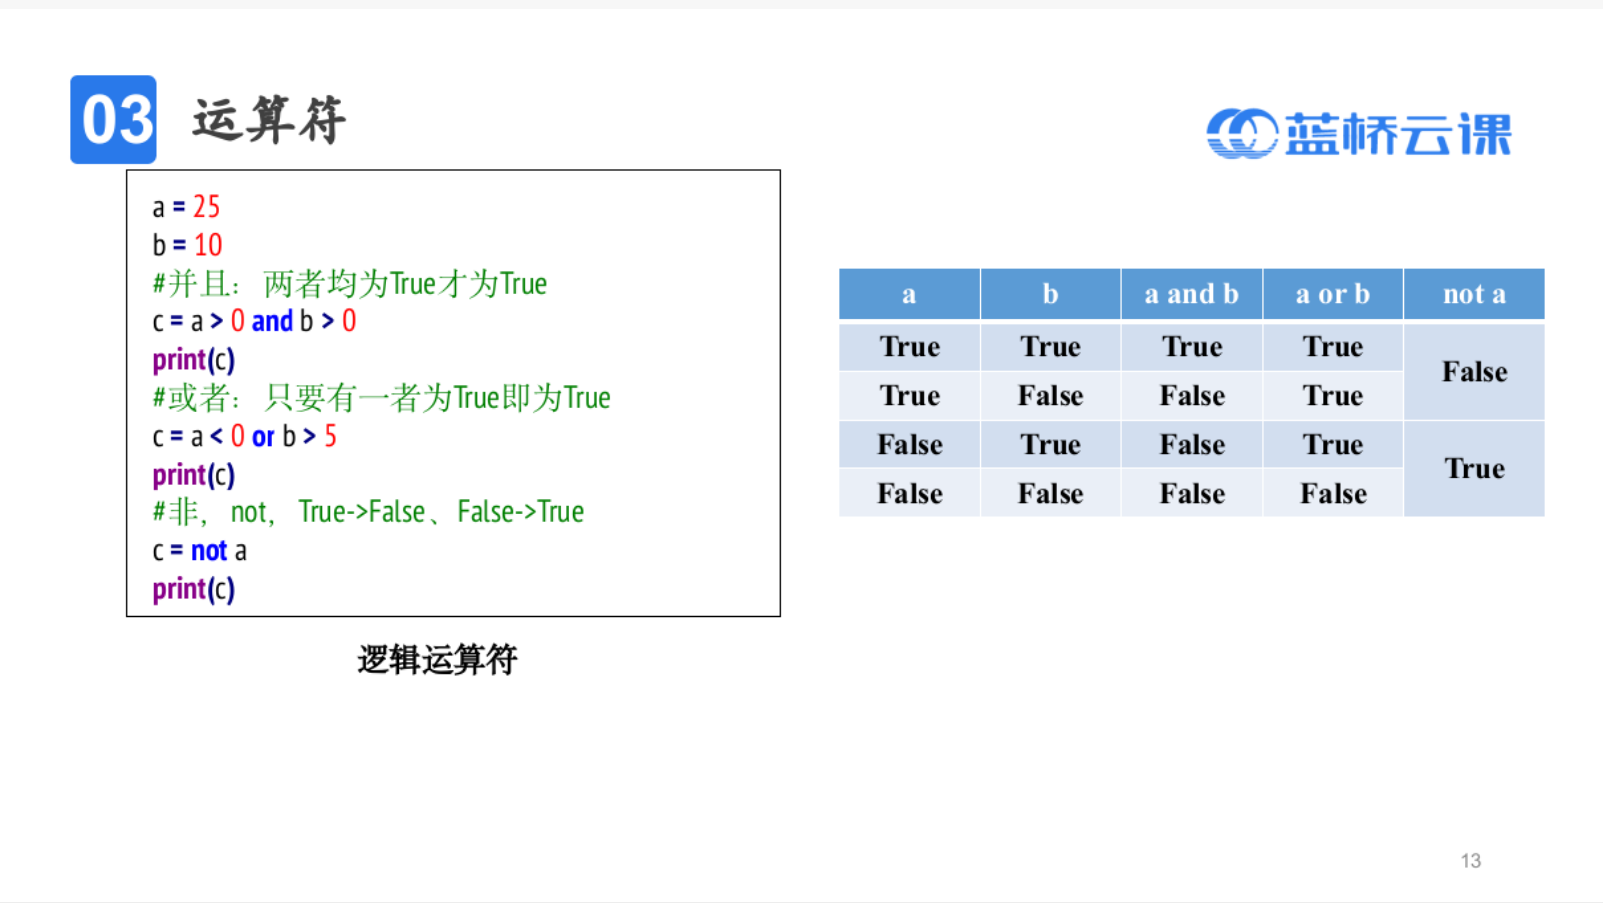 03 运算符
蓝桥云课
a = 25
b = 10
#并且： 两者均为True才为True
c = a > 0 and b > 0
print(c)
#或者： 只要有一者为True即为True
c = a < 0 or b > 5
print(c)
#非， not， True->False、False->True
c = not a
print(c)
逻辑运算符
a b a and b a or b not a
True True True True False
True False False True
False True False True True
False False False False
13